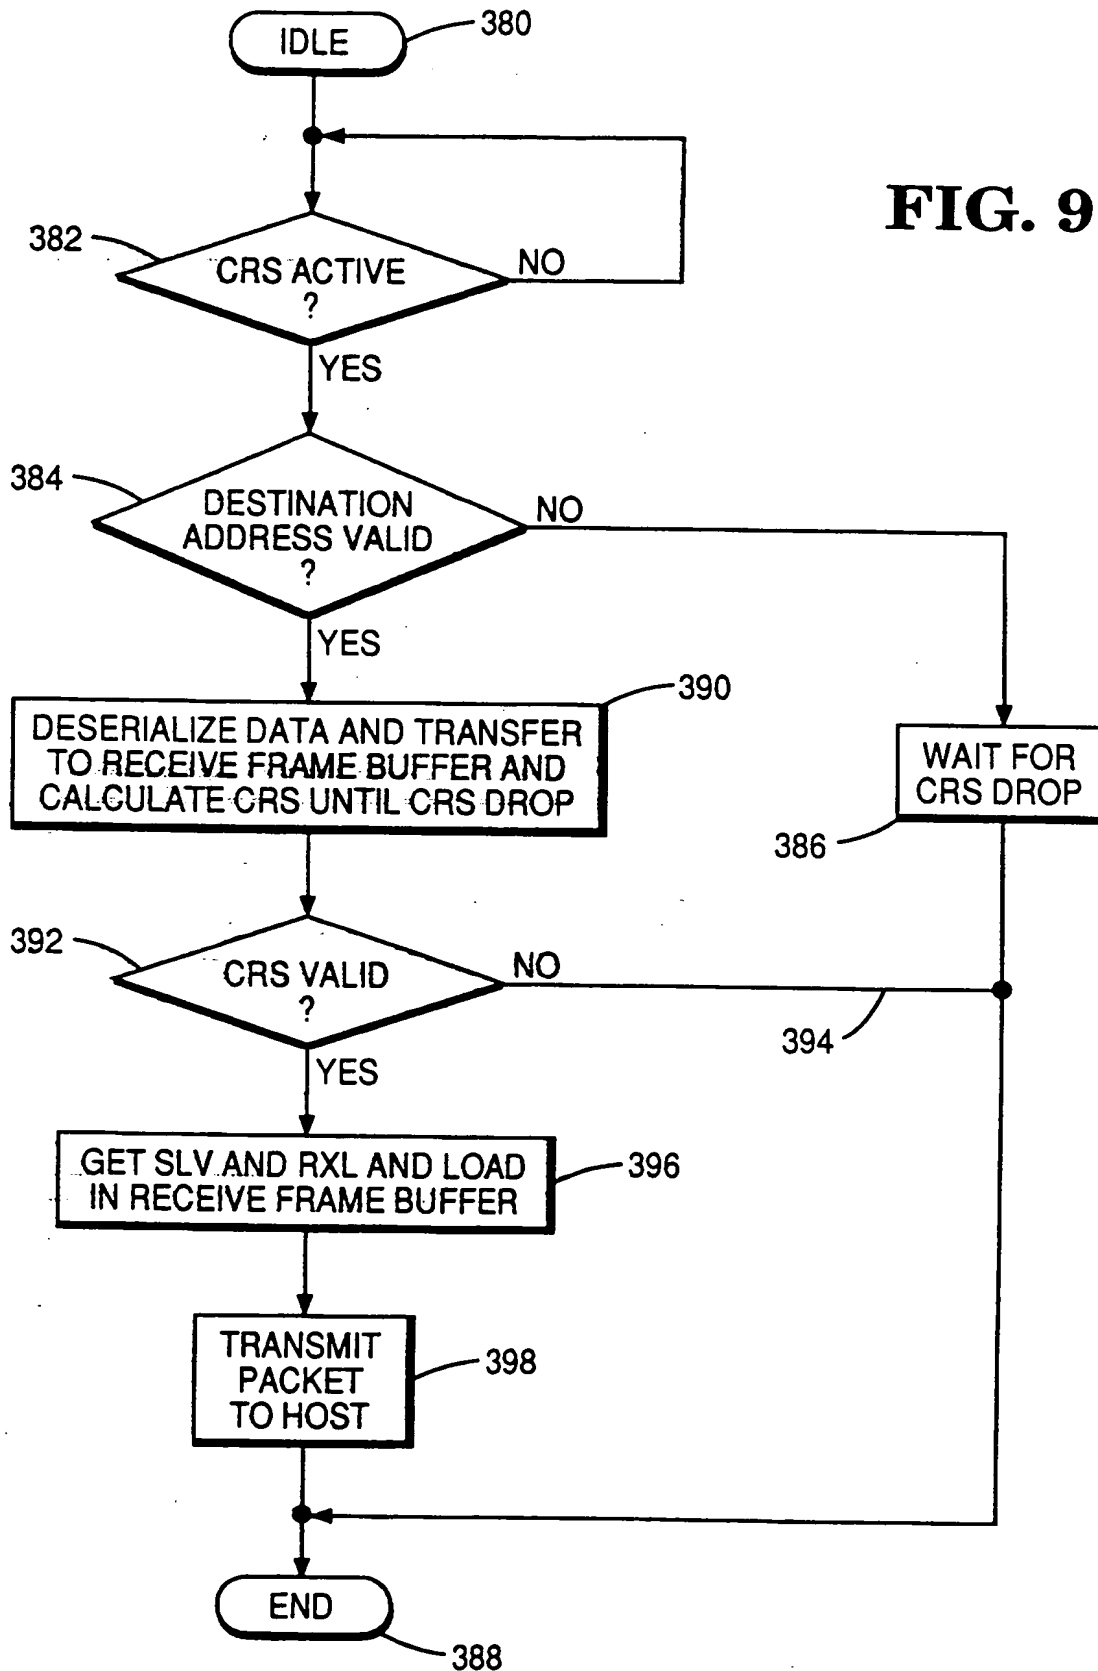 IDLE
380
FIG. 9
382
CRS ACTIVE
?
NO
YES
384
DESTINATION
ADDRESS VALID
?
NO
YES
390
DESERIALIZE DATA AND TRANSFER
TO RECEIVE FRAME BUFFER AND
CALCULATE CRS UNTIL CRS DROP
WAIT FOR
CRS DROP
386
392
CRS VALID
?
NO
394
YES
GET SLV AND RXL AND LOAD
IN RECEIVE FRAME BUFFER
396
TRANSMIT
PACKET
TO HOST
398
END
388